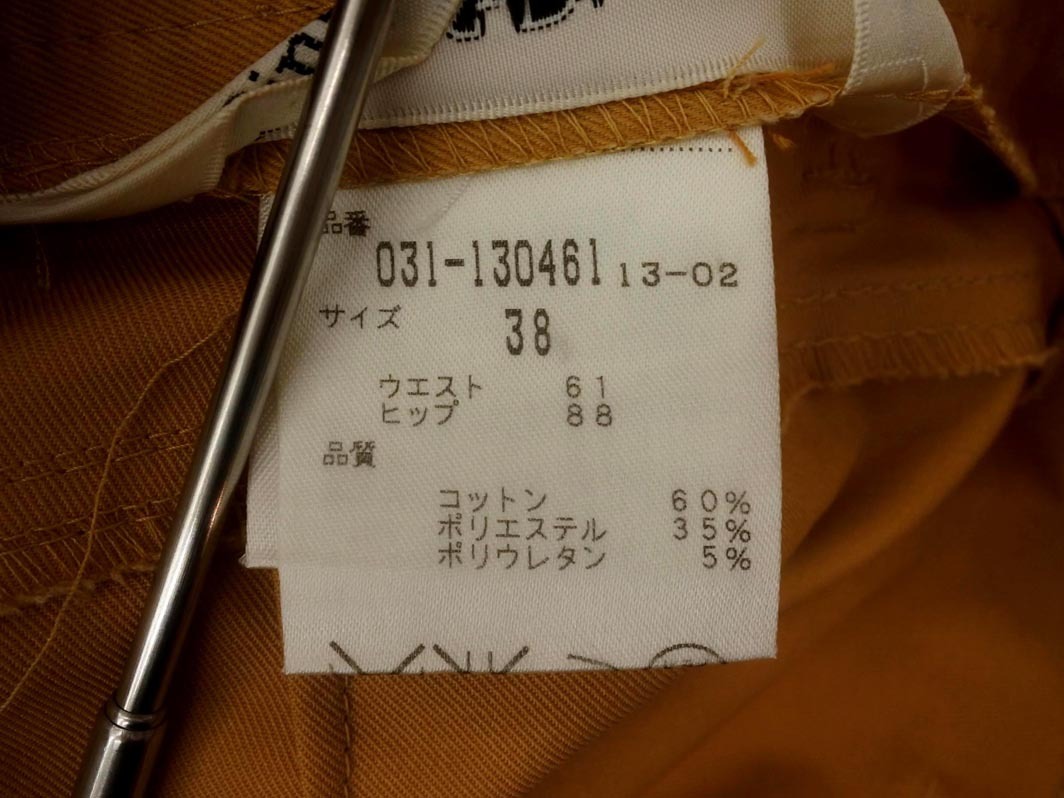 品番
031-130461 13-02
サイズ 38
ウエスト 61
ヒップ 88
品質
コットン 60%
ポリエステル 35%
ポリウレタン 5%